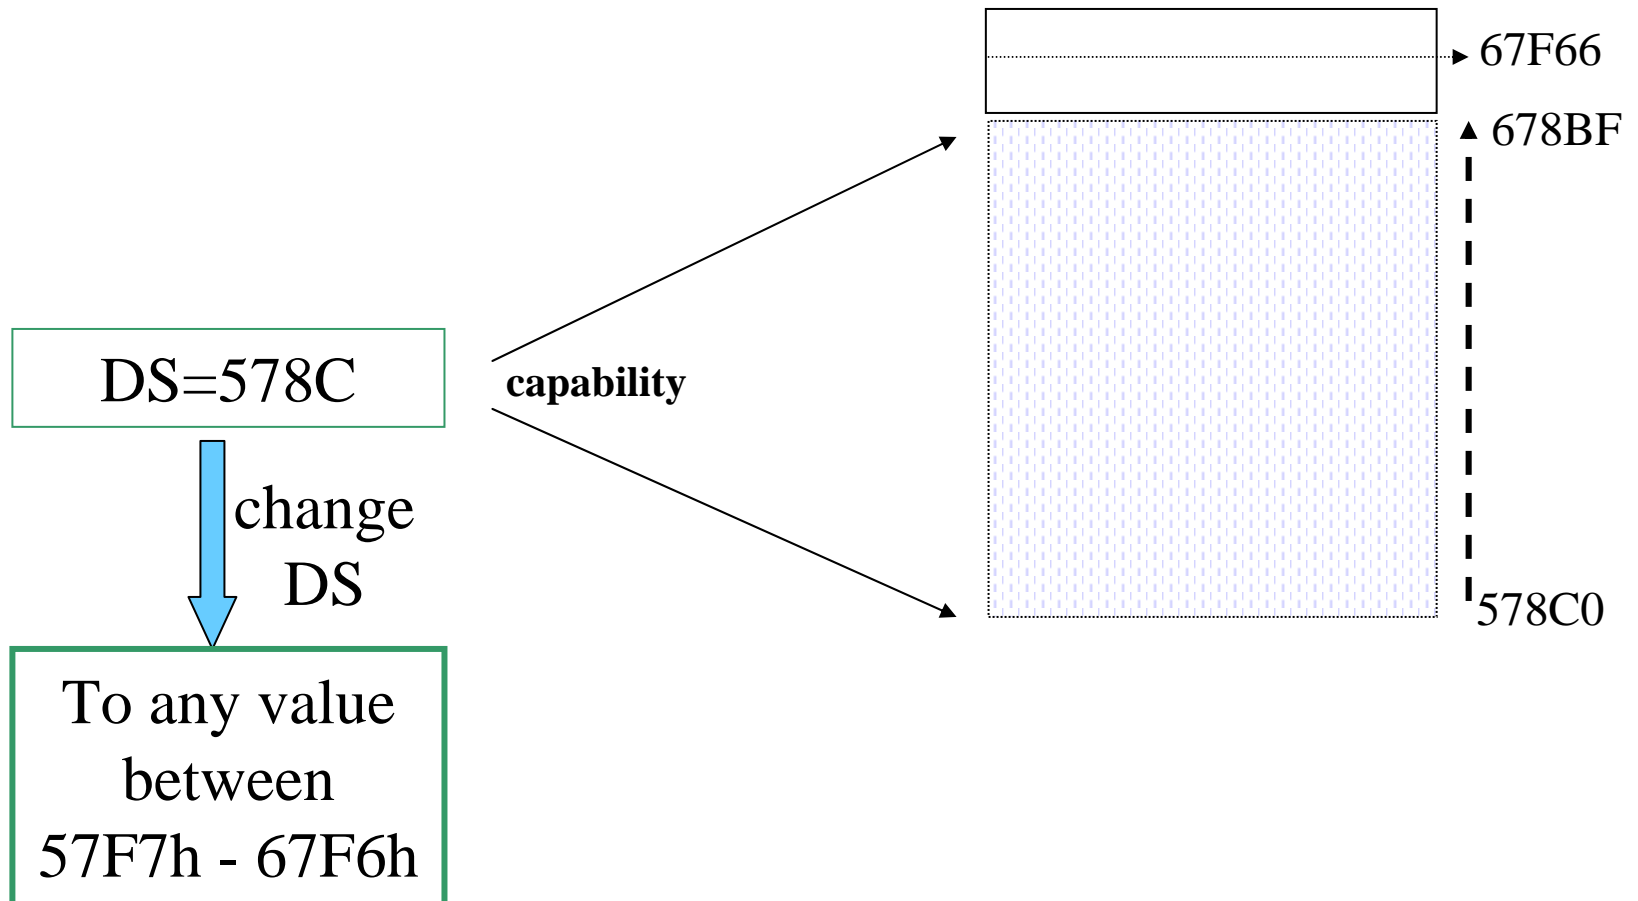 67F66
678BF
DS=578C
capability
change
DS
578C0
To any value
between
57F7h - 67F6h